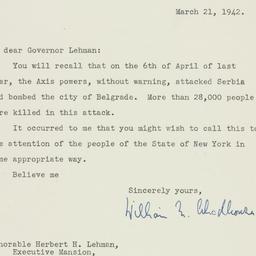 March 21, 1942.
dear Governor Lehman:
You will recall that on the 6th of April of last
the Axis powers, without warning, attacked Serbia
bombed the city of Belgrade. More than 28,000 people
killed in this attack.
It occurred to me that you might wish to call this to
attention of the people of the State of New York in
appropriate way.
Believe me
Sincerely yours,
William
Herbert H. Lehman,
Executive Mansion,